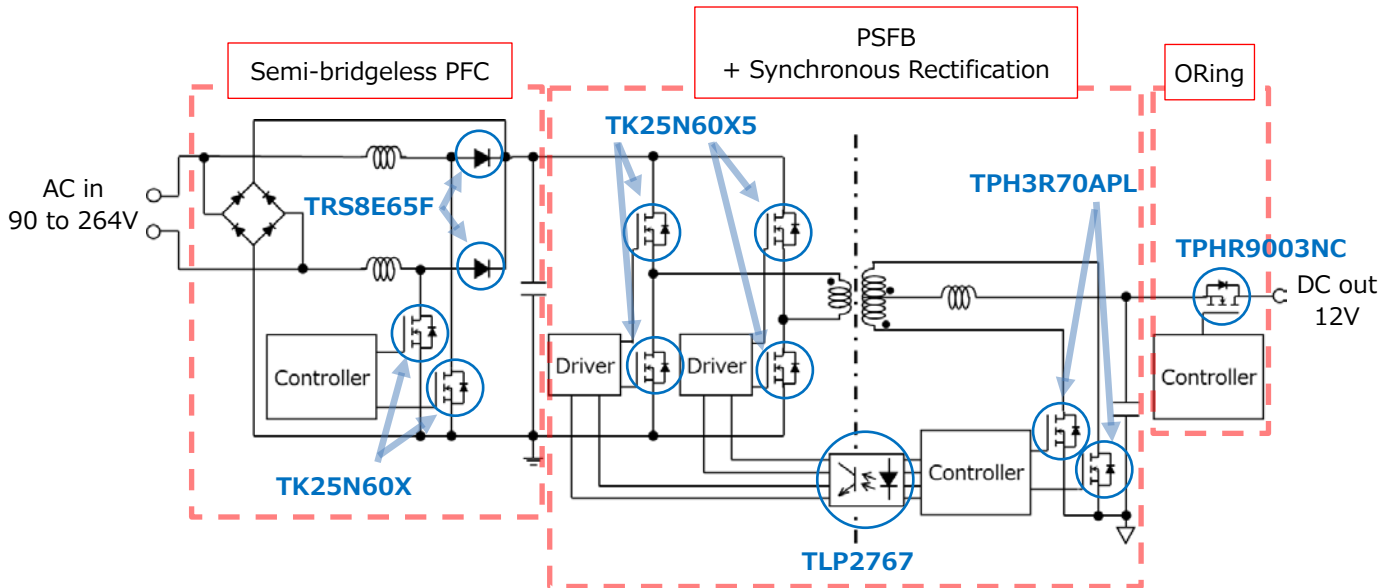 Semi-bridgeless PFC
PSFB
+ Synchronous Rectification
ORing
AC in
90 to 264V
TRS8E65F
TK25N60X5
TPH3R70APL
TPHR9003NC
DC out
12V
Controller
Driver
Driver
Controller
Controller
TK25N60X
TLP2767